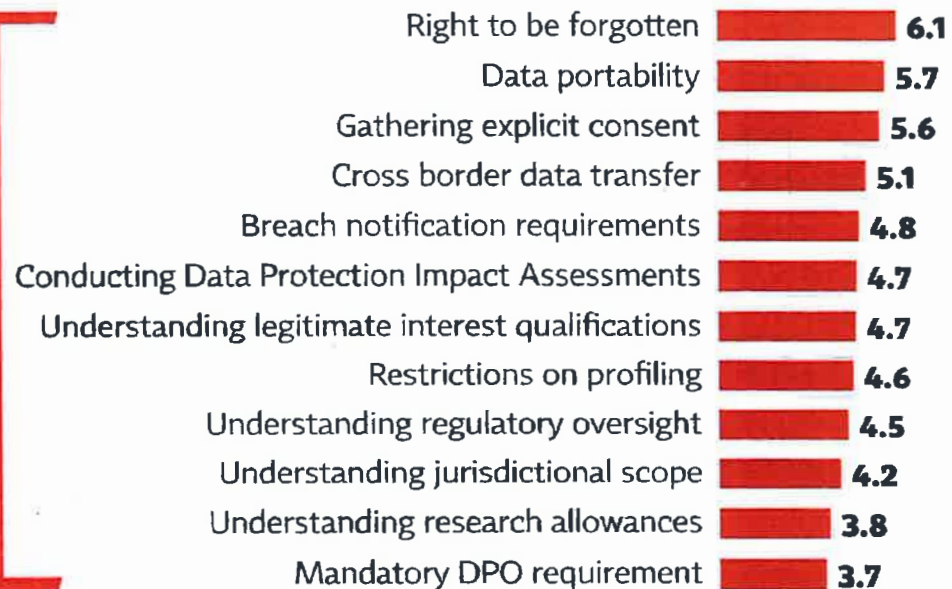 Right to be forgotten 6.1
Data portability 5.7
Gathering explicit consent 5.6
Cross border data transfer 5.1
Breach notification requirements 4.8
Conducting Data Protection Impact Assessments 4.7
Understanding legitimate interest qualifications 4.7
Restrictions on profiling 4.6
Understanding regulatory oversight 4.5
Understanding jurisdictional scope 4.2
Understanding research allowances 3.8
Mandatory DPO requirement 3.7